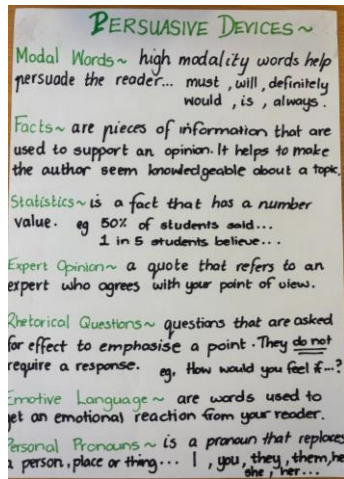 PERSUASIVE DEVICES~
Modal Words~ high modality words help
persuade the reader... must, will, definitely
would, is, always.
Facts~ are pieces of information that are
used to support an opinion. It helps to make
the author seem knowledgeable about a topic.
Statistics~ is a fact that has a number
value. eg 50% of students said...
1 in 5 students believe...
Expert Opinion~ a quote that refers to an
expert who agrees with your point of view.
Rhetorical Questions~ questions that are asked
for effect to emphasise a point. They do not
require a response. eg. How would you feel if...?
Emotive Language~ are words used to
get an emotional reaction from your reader.
Personal Pronouns~ is a pronoun that replaces
a person, place or thing... I, you, they, them, he
she, her...